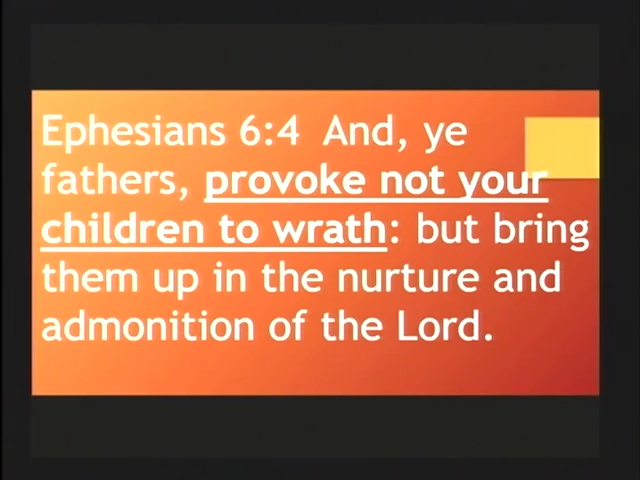 Ephesians 6:4 And, ye
fathers, provoke not your
children to wrath: but bring
them up in the nurture and
admonition of the Lord.